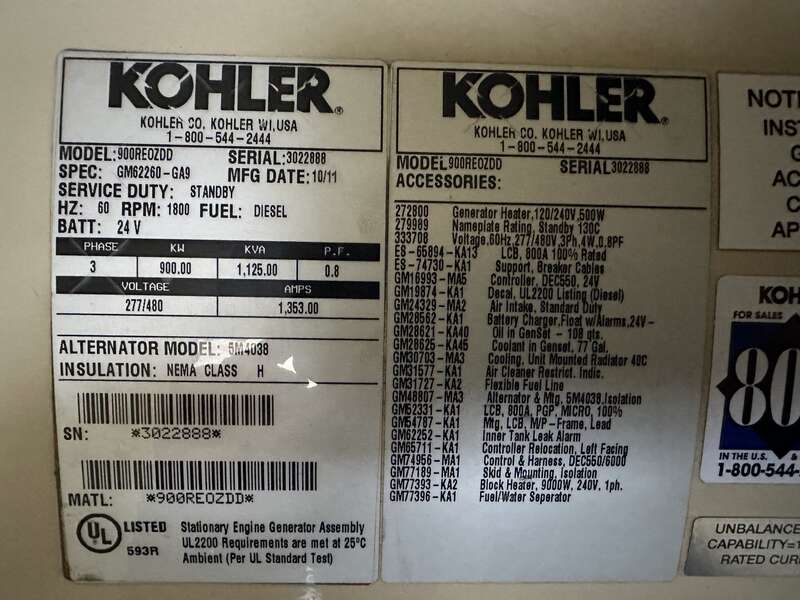 KOHLER®
KOHLER CO. KOHLER WI,USA
1-800-544-2444
MODEL:900REOZDD SERIAL:3022888
SPEC: GM62260-GA9 MFG DATE:10/11
SERVICE DUTY: STANDBY
HZ: 60 RPM: 1800 FUEL: DIESEL
BATT: 24 V
PHASE KW KVA P.F.
3 900.00 1,125.00 0.8
VOLTAGE AMPS
277/480 1,353.00
ALTERNATOR MODEL: 5M4038
INSULATION: NEMA CLASS H
SN: *3022888*
MATL: *900REOZDD*
UL® LISTED 593R
Stationary Engine Generator Assembly
UL2200 Requirements are met at 25°C
Ambient (Per UL Standard Test)
KOHLER®
KOHLER CO. KOHLER WI,USA
1-800-544-2444
MODEL:900REOZDD SERIAL:3022888
ACCESSORIES:
272800 Generator Heater,120/240V,500W
279989 Nameplate Rating, Standby 130C
333708 Voltage,60Hz,277/480V,3Ph,4W,0.8PF
ES-65894-KA13 LCB, 800A 100% Rated
ES-74730-KA1 Support, Breaker Cables
GM16993-MA5 Controller, DEC550, 24V
GM19874-KA1 Decal, UL2200 Listing (Diesel)
GM24329-MA2 Air Intake, Standard Duty
GM28562-KA1 Battery Charger,Float w/Alarms,24V-
GM28621-KA40 Oil in GenSet - 108 qts.
GM28625-KA45 Coolant in Genset, 77 Gal.
GM30703-MA3 Cooling, Unit Mounted Radiator 40C
GM31577-KA1 Air Cleaner Restrict. Indic.
GM31727-KA2 Flexible Fuel Line
GM48807-MA3 Alternator & Mtg, 5M4038,Isolation
GM52331-KA1 LCB, 800A, PGP, MICRO, 100%
GM54787-KA1 Mtg, LCB, M/P-Frame, Lead
GM62252-KA1 Inner Tank Leak Alarm
GM65711-KA1 Controller Relocation, Left Facing
GM74956-MA1 Control & Harness, DEC550/6000
GM77189-MA1 Skid & Mounting, Isolation
GM77393-KA2 Block Heater, 9000W, 240V, 1ph.
GM77396-KA1 Fuel/Water Seperator
NOTI
INST
G
AC
C
AP
KOH
FOR SALES
80
IN THE U.S. &
1-800-544-
UNBALANCE
CAPABILITY=1
RATED CUR